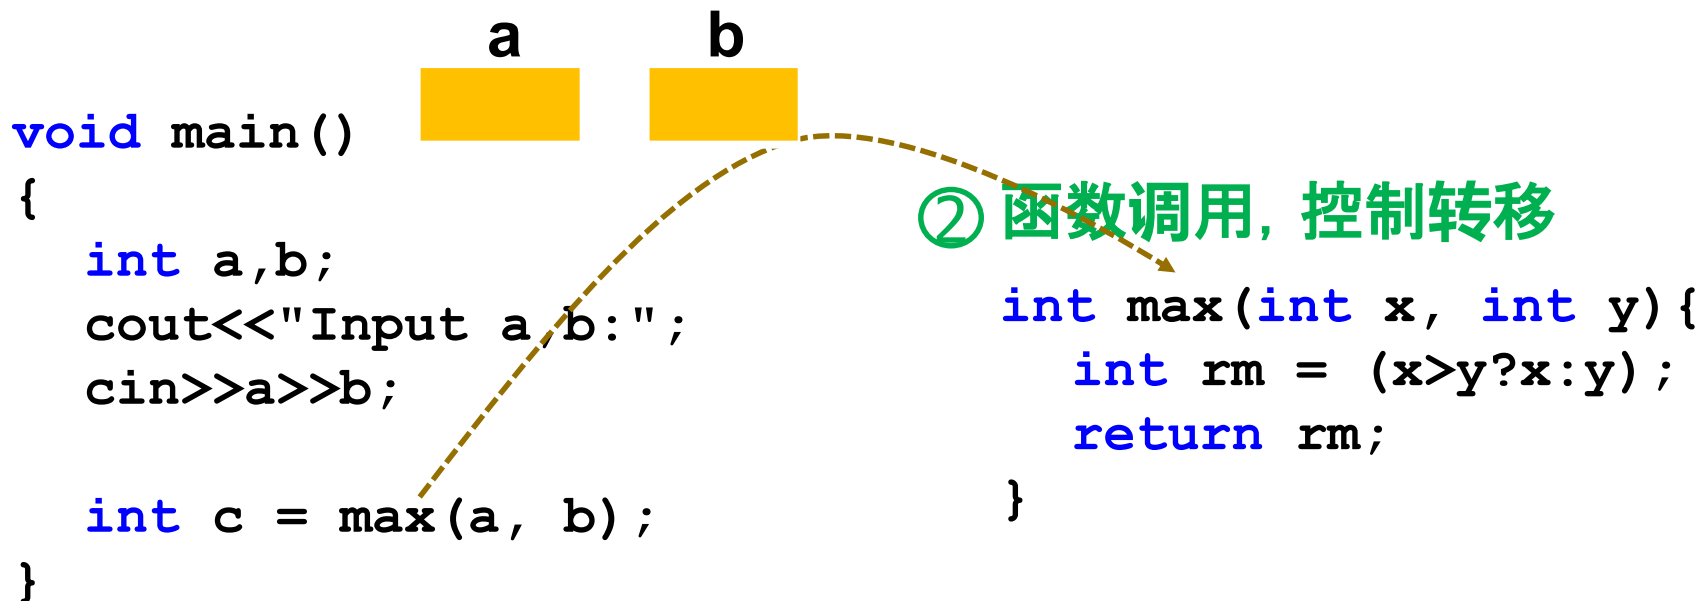 a b
void main()
{
int a,b;
cout<<"Input a,b:";
cin>>a>>b;
int c = max(a, b);
}
② 函数调用, 控制转移
int max(int x, int y){
int rm = (x>y?x:y);
return rm;
}